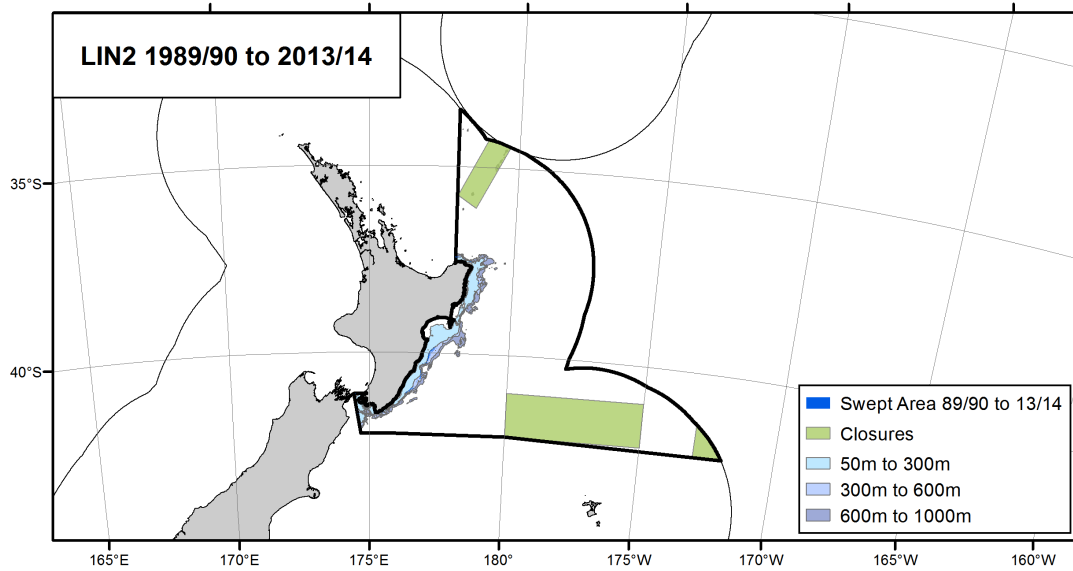 LIN2 1989/90 to 2013/14
35°S
40°S
Swept Area 89/90 to 13/14
Closures
50m to 300m
300m to 600m
600m to 1000m
165°E
170°E
175°E
180°
175°W
170°W
165°W
160°W